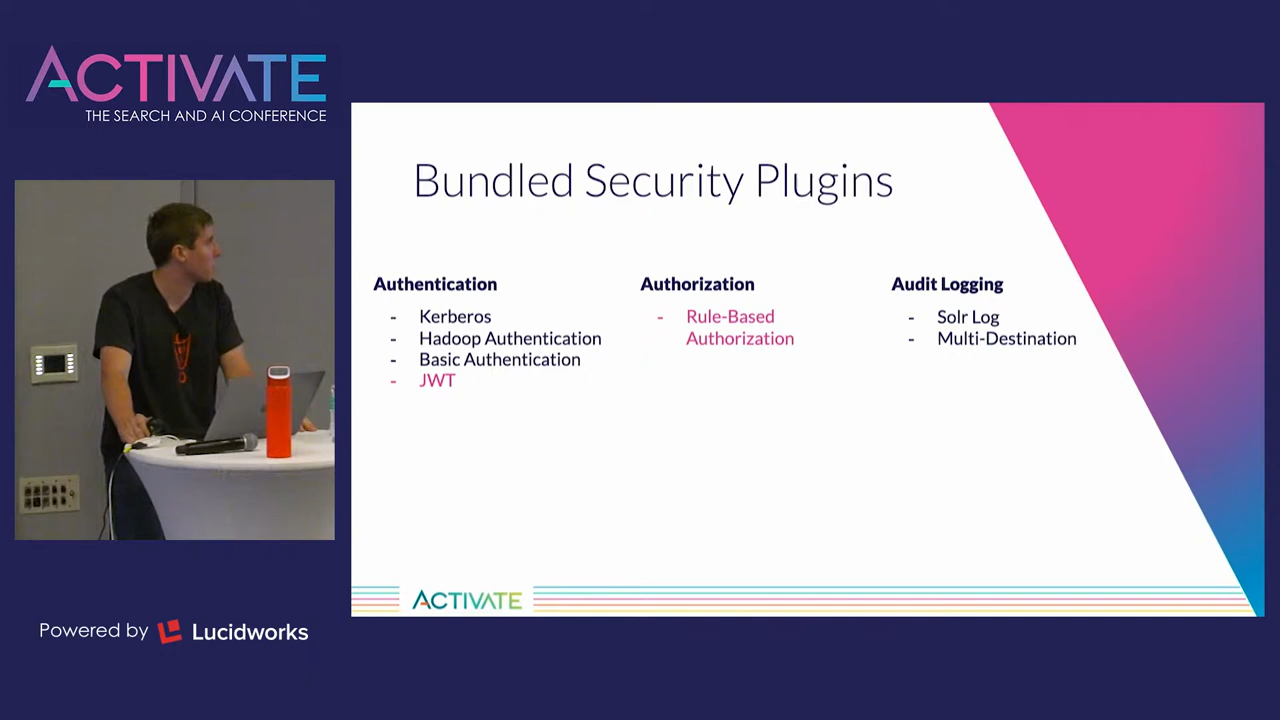 ACTIVATE
THE SEARCH AND AI CONFERENCE
Bundled Security Plugins
Authentication
- Kerberos
- Hadoop Authentication
- Basic Authentication
- JWT
Authorization
- Rule-Based
Authorization
Audit Logging
- Solr Log
- Multi-Destination
ACTIVATE
Powered by Lucidworks